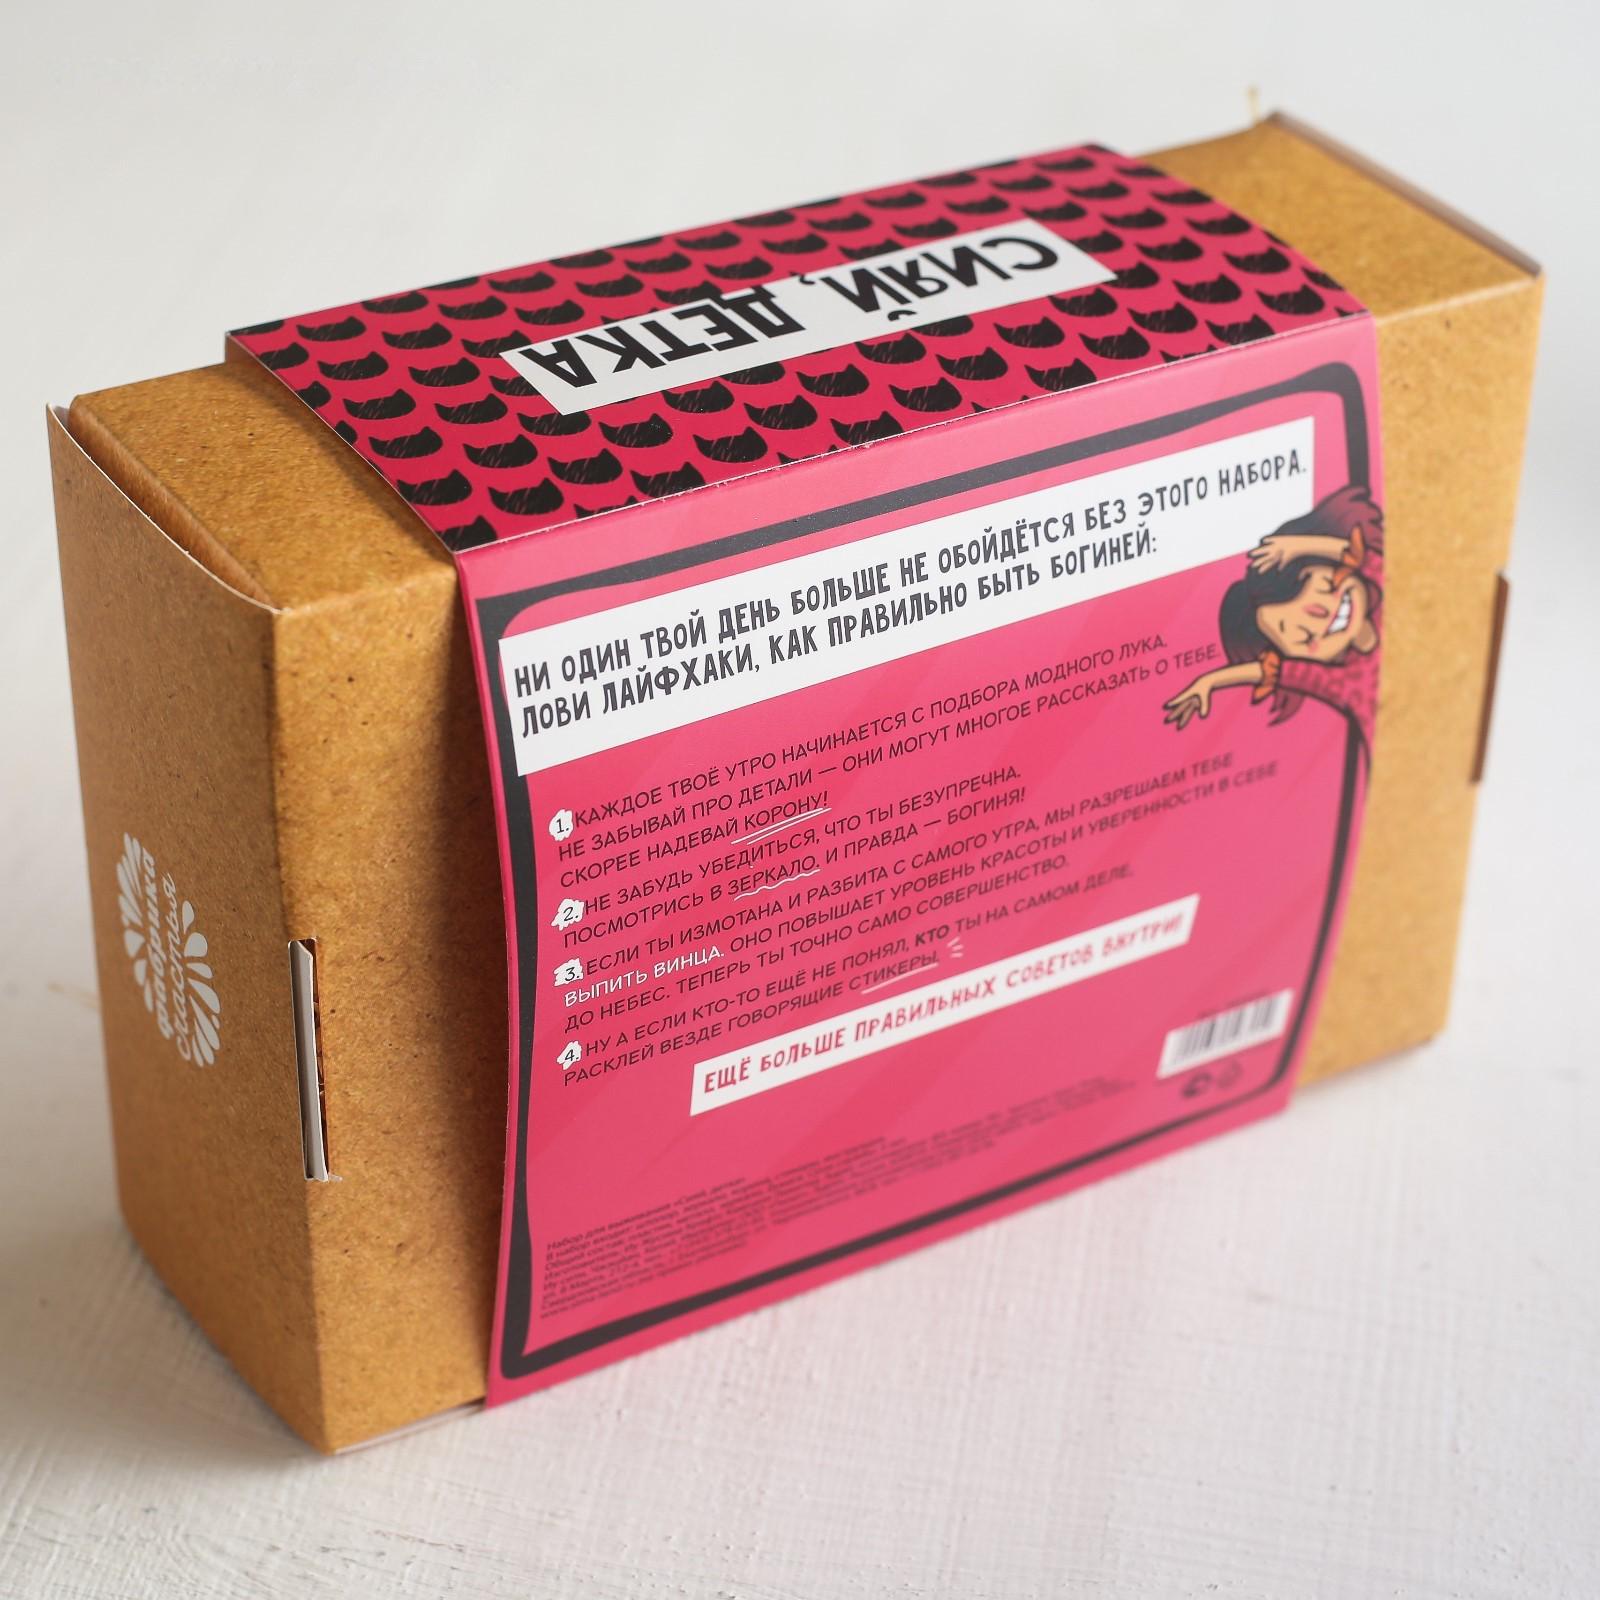 СИЯЙ, ДЕТКА
НИ ОДИН ТВОЙ ДЕНЬ БОЛЬШЕ НЕ ОБОЙДЁТСЯ БЕЗ ЭТОГО НАБОРА.
ЛОВИ ЛАЙФХАКИ, КАК ПРАВИЛЬНО БЫТЬ БОГИНЕЙ:
1. КАЖДОЕ ТВОЁ УТРО НАЧИНАЕТСЯ С ПОДБОРА МОДНОГО ЛУКА.
НЕ ЗАБЫВАЙ ПРО ДЕТАЛИ — ОНИ МОГУТ МНОГОЕ РАССКАЗАТЬ О ТЕБЕ.
СКОРЕЕ НАДЕВАЙ КОРОНУ!
2. НЕ ЗАБУДЬ УБЕДИТЬСЯ, ЧТО ТЫ БЕЗУПРЕЧНА.
ПОСМОТРИСЬ В ЗЕРКАЛО. И ПРАВДА — БОГИНЯ!
3. ЕСЛИ ТЫ ИЗМОТАНА И РАЗБИТА С САМОГО УТРА, МЫ РАЗРЕШАЕМ ТЕБЕ
ВЫПИТЬ ВИНЦА. ОНО ПОВЫШАЕТ УРОВЕНЬ КРАСОТЫ И УВЕРЕННОСТИ В СЕБЕ
ДО НЕБЕС. ТЕПЕРЬ ТЫ ТОЧНО САМО СОВЕРШЕНСТВО.
4. НУ А ЕСЛИ КТО-ТО ЕЩЁ НЕ ПОНЯЛ, КТО ТЫ НА САМОМ ДЕЛЕ,
РАСКЛЕЙ ВЕЗДЕ ГОВОРЯЩИЕ СТИКЕРЫ.
ЕЩЁ БОЛЬШЕ ПРАВИЛЬНЫХ СОВЕТОВ ВНУТРИ!
Набор для выживания «Сияй, детка»
фабрика
счастья